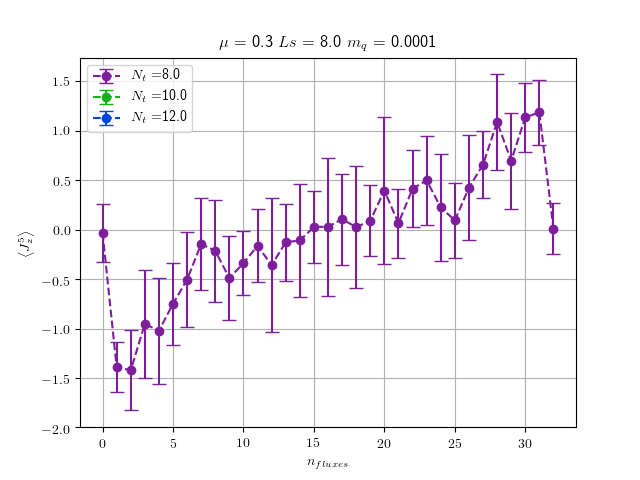 μ = 0.3 Ls = 8.0 m_q = 0.0001
N_t =8.0
N_t =10.0
N_t =12.0
1.5
1.0
0.5
0.0
−0.5
−1.0
−1.5
−2.0
⟨J_z^5⟩
0 5 10 15 20 25 30
n_{fluxes}